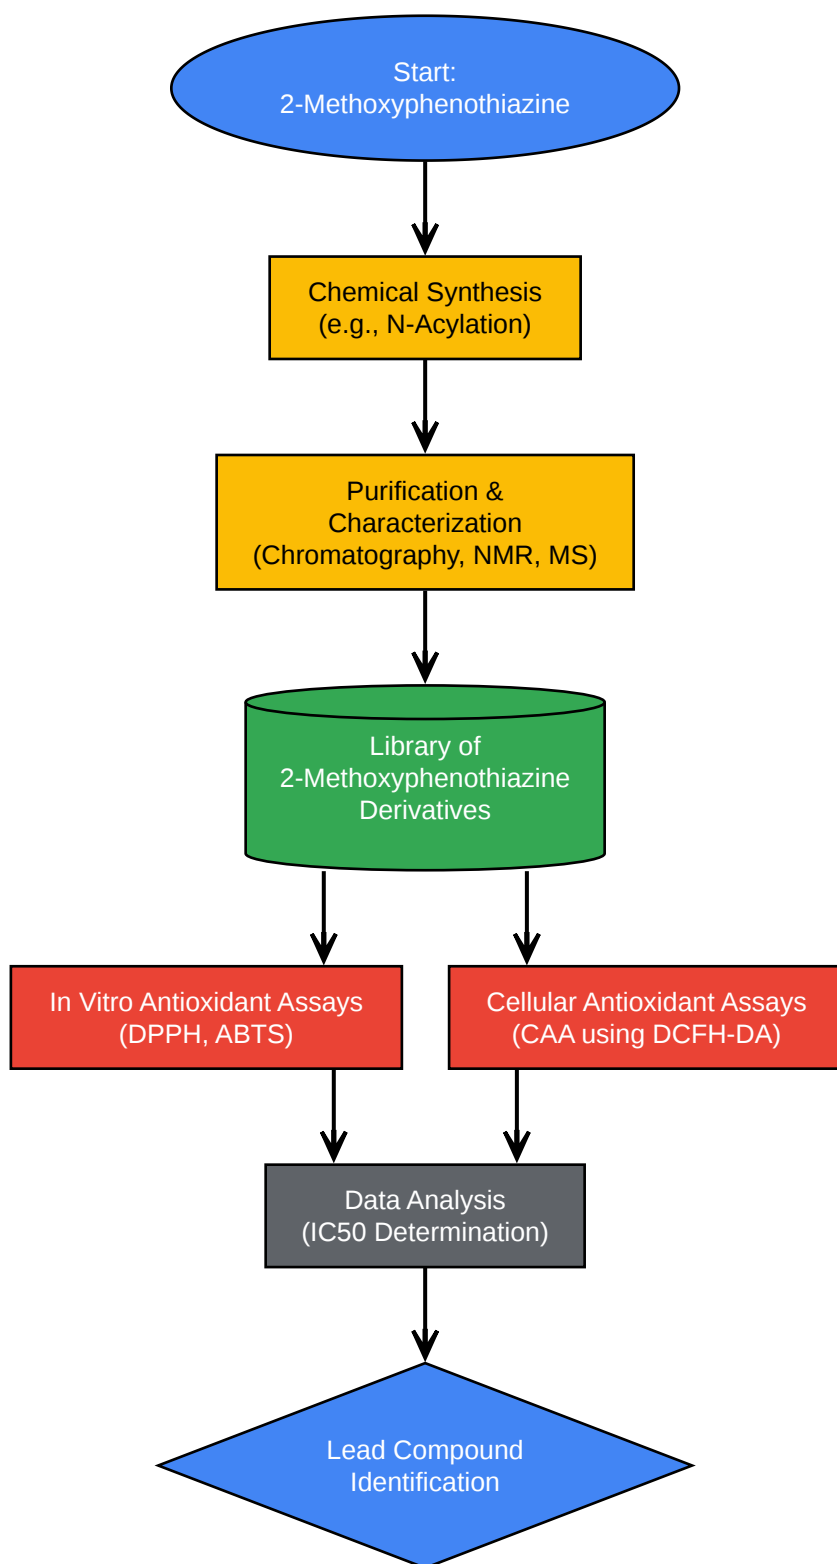 Start:
2-Methoxyphenothiazine
Chemical Synthesis
(e.g., N-Acylation)
Purification &
Characterization
(Chromatography, NMR, MS)
Library of
2-Methoxyphenothiazine
Derivatives
In Vitro Antioxidant Assays
(DPPH, ABTS)
Cellular Antioxidant Assays
(CAA using DCFH-DA)
Data Analysis
(IC50 Determination)
Lead Compound
Identification